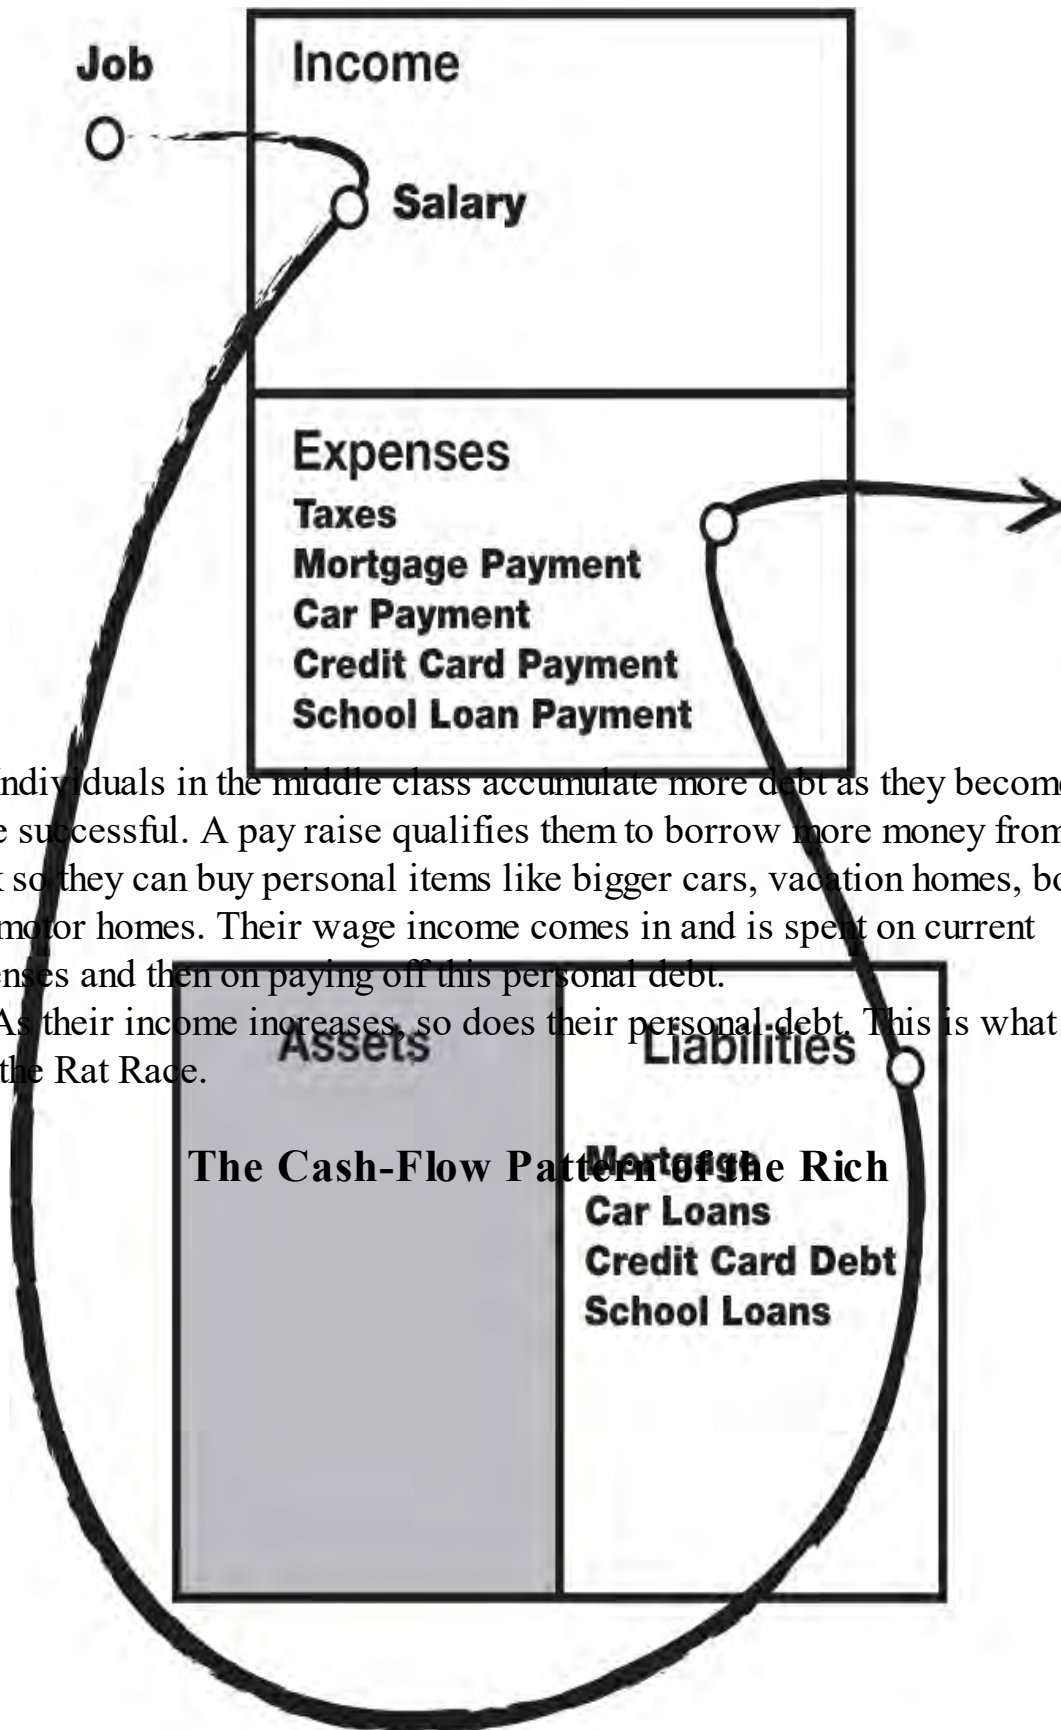 Job
Income
Salary
Expenses
Taxes
Mortgage Payment
Car Payment
Credit Card Payment
School Loan Payment
Individuals in the middle class accumulate more debt as they become
successful. A pay raise qualifies them to borrow more money from
so they can buy personal items like bigger cars, vacation homes,
motor homes. Their wage income comes in and is spent on current
and then on paying off this personal debt.
As their income increases, so does their personal debt. This is what
the Rat Race.
Assets
Liabilities
The Cash-Flow Pattern of the Rich
Mortgage
Car Loans
Credit Card Debt
School Loans